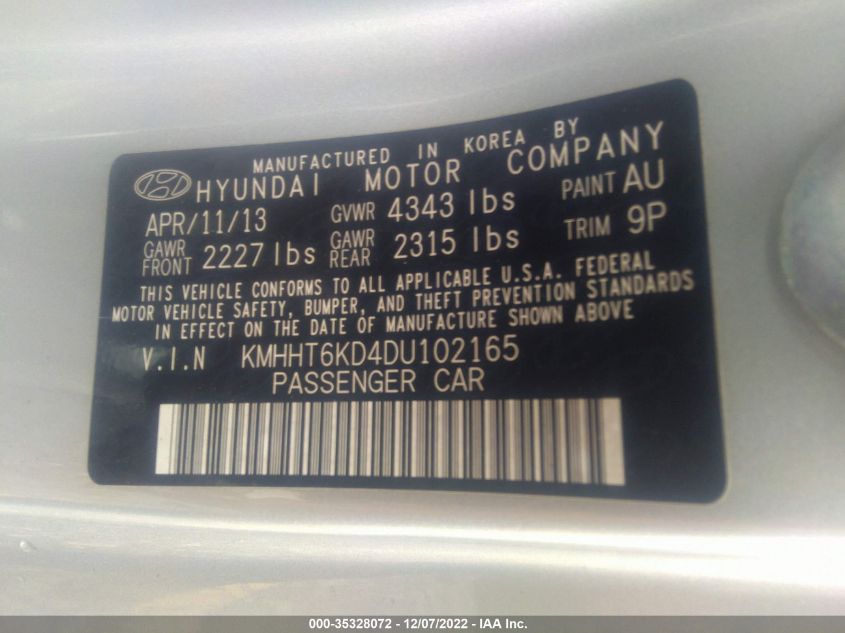 MANUFACTURED IN KOREA BY
HYUNDAI MOTOR COMPANY
APR/11/13 GVWR 4343 lbs PAINT AU
GAWR FRONT 2227 lbs GAWR REAR 2315 lbs TRIM 9P
THIS VEHICLE CONFORMS TO ALL APPLICABLE U.S.A. FEDERAL
MOTOR VEHICLE SAFETY, BUMPER, AND THEFT PREVENTION STANDARDS
IN EFFECT ON THE DATE OF MANUFACTURE SHOWN ABOVE
V.I.N KMHHT6KD4DU102165
PASSENGER CAR
000-35328072 - 12/07/2022 - IAA Inc.